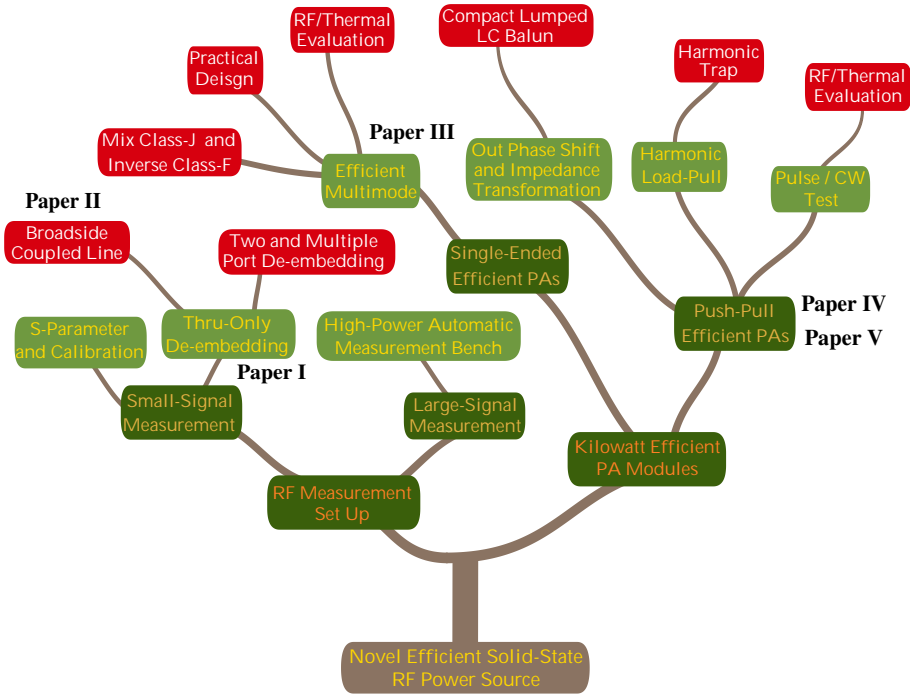 Compact Lumped
LC Balun
RF/Thermal
Evaluation
Practical
Deisgn
Harmonic
Trap
RF/Thermal
Evaluation
Paper III
Mix Class-J and
Inverse Class-F
Efficient
Multimode
Out Phase Shift
and Impedance
Transformation
Harmonic
Load-Pull
Pulse / CW
Test
Paper II
Broadside
Coupled Line
Two and Multiple
Port De-embedding
Single-Ended
Efficient PAs
Push-Pull
Efficient PAs
Paper IV
Paper V
S-Parameter
and Calibration
Thru-Only
De-embedding
High-Power Automatic
Measurement Bench
Paper I
Small-Signal
Measurement
Large-Signal
Measurement
Kilowatt Efficient
PA Modules
RF Measurement
Set Up
Novel Efficient Solid-State
RF Power Source